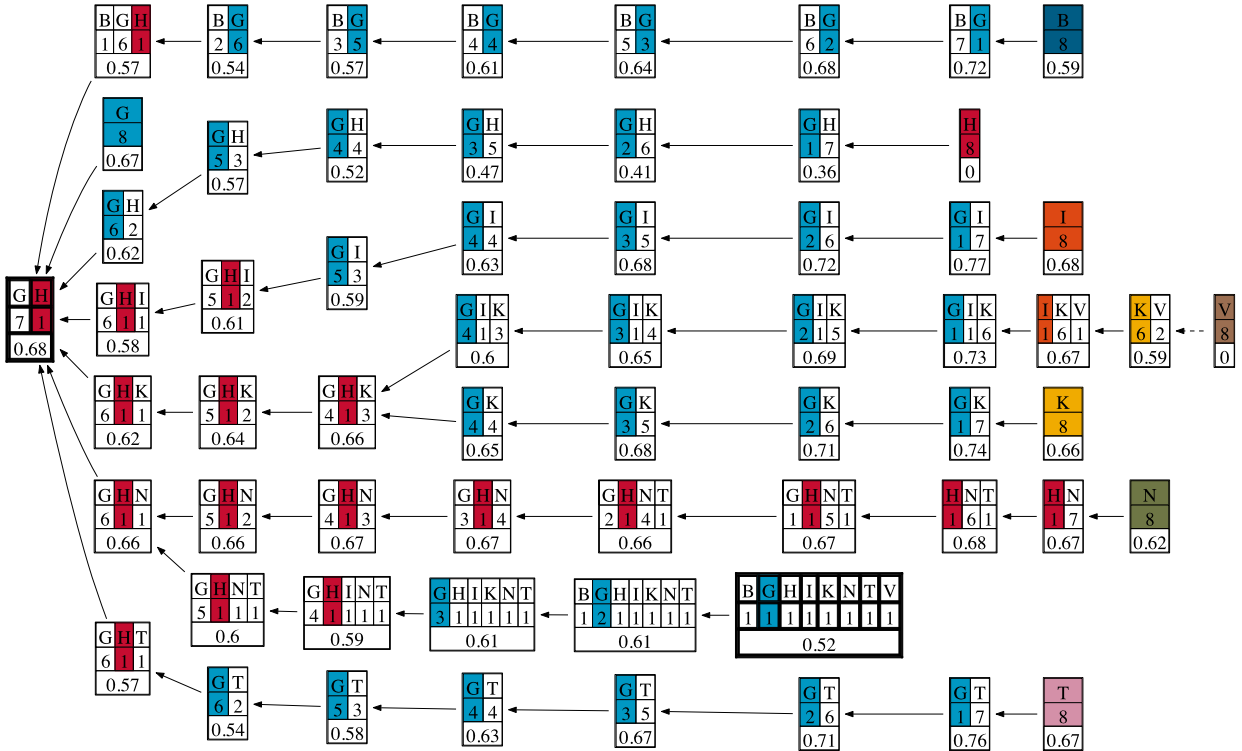 B G H
1 6 1
0.57
B G
2 6
0.54
B G
3 5
0.57
B G
4 4
0.61
B G
5 3
0.64
B G
6 2
0.68
B G
7 1
0.72
B
8
0.59
G
8
0.67
G H
5 3
0.57
G H
4 4
0.52
G H
3 5
0.47
G H
2 6
0.41
G H
1 7
0.36
H
8
0
G H
6 2
0.62
G H
7 1
0.68
G H I
6 1 1
0.58
G H I
5 1 2
0.61
G I
5 3
0.59
G I
4 4
0.63
G I
3 5
0.68
G I
2 6
0.72
G I
1 7
0.77
I
8
0.68
G I K
4 1 3
0.6
G I K
3 1 4
0.65
G I K
2 1 5
0.69
G I K
1 1 6
0.73
I K V
1 6 1
0.67
K V
6 2
0.59
V
8
0
G H K
6 1 1
0.62
G H K
5 1 2
0.64
G H K
4 1 3
0.66
G K
4 4
0.65
G K
3 5
0.68
G K
2 6
0.71
G K
1 7
0.74
K
8
0.66
G H N
6 1 1
0.66
G H N
5 1 2
0.66
G H N
4 1 3
0.67
G H N
3 1 4
0.67
G H N T
2 1 4 1
0.66
G H N T
1 1 5 1
0.67
H N T
1 6 1
0.68
H N
1 7
0.67
N
8
0.62
G H N T
5 1 1 1
0.6
G H I N T
4 1 1 1 1
0.59
G H I K N T
3 1 1 1 1 1
0.61
B G H I K N T
1 2 1 1 1 1 1
0.61
B G H I K N T V
1 1 1 1 1 1 1 1
0.52
G H T
6 1 1
0.57
G T
6 2
0.54
G T
5 3
0.58
G T
4 4
0.63
G T
3 5
0.67
G T
2 6
0.71
G T
1 7
0.76
T
8
0.67